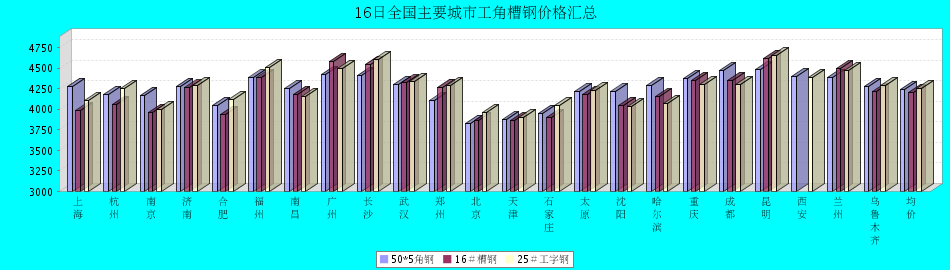 16日全国主要城市工角槽钢价格汇总
4750
4500
4250
4000
3750
3500
3250
3000
上海 杭州 南京 济南 合肥 福州 南昌 广州 长沙 武汉 郑州 北京 天津 石家庄 太原 沈阳 哈尔滨 重庆 成都 昆明 西安 兰州 乌鲁木齐 均价
50*5角钢 16#槽钢 25#工字钢